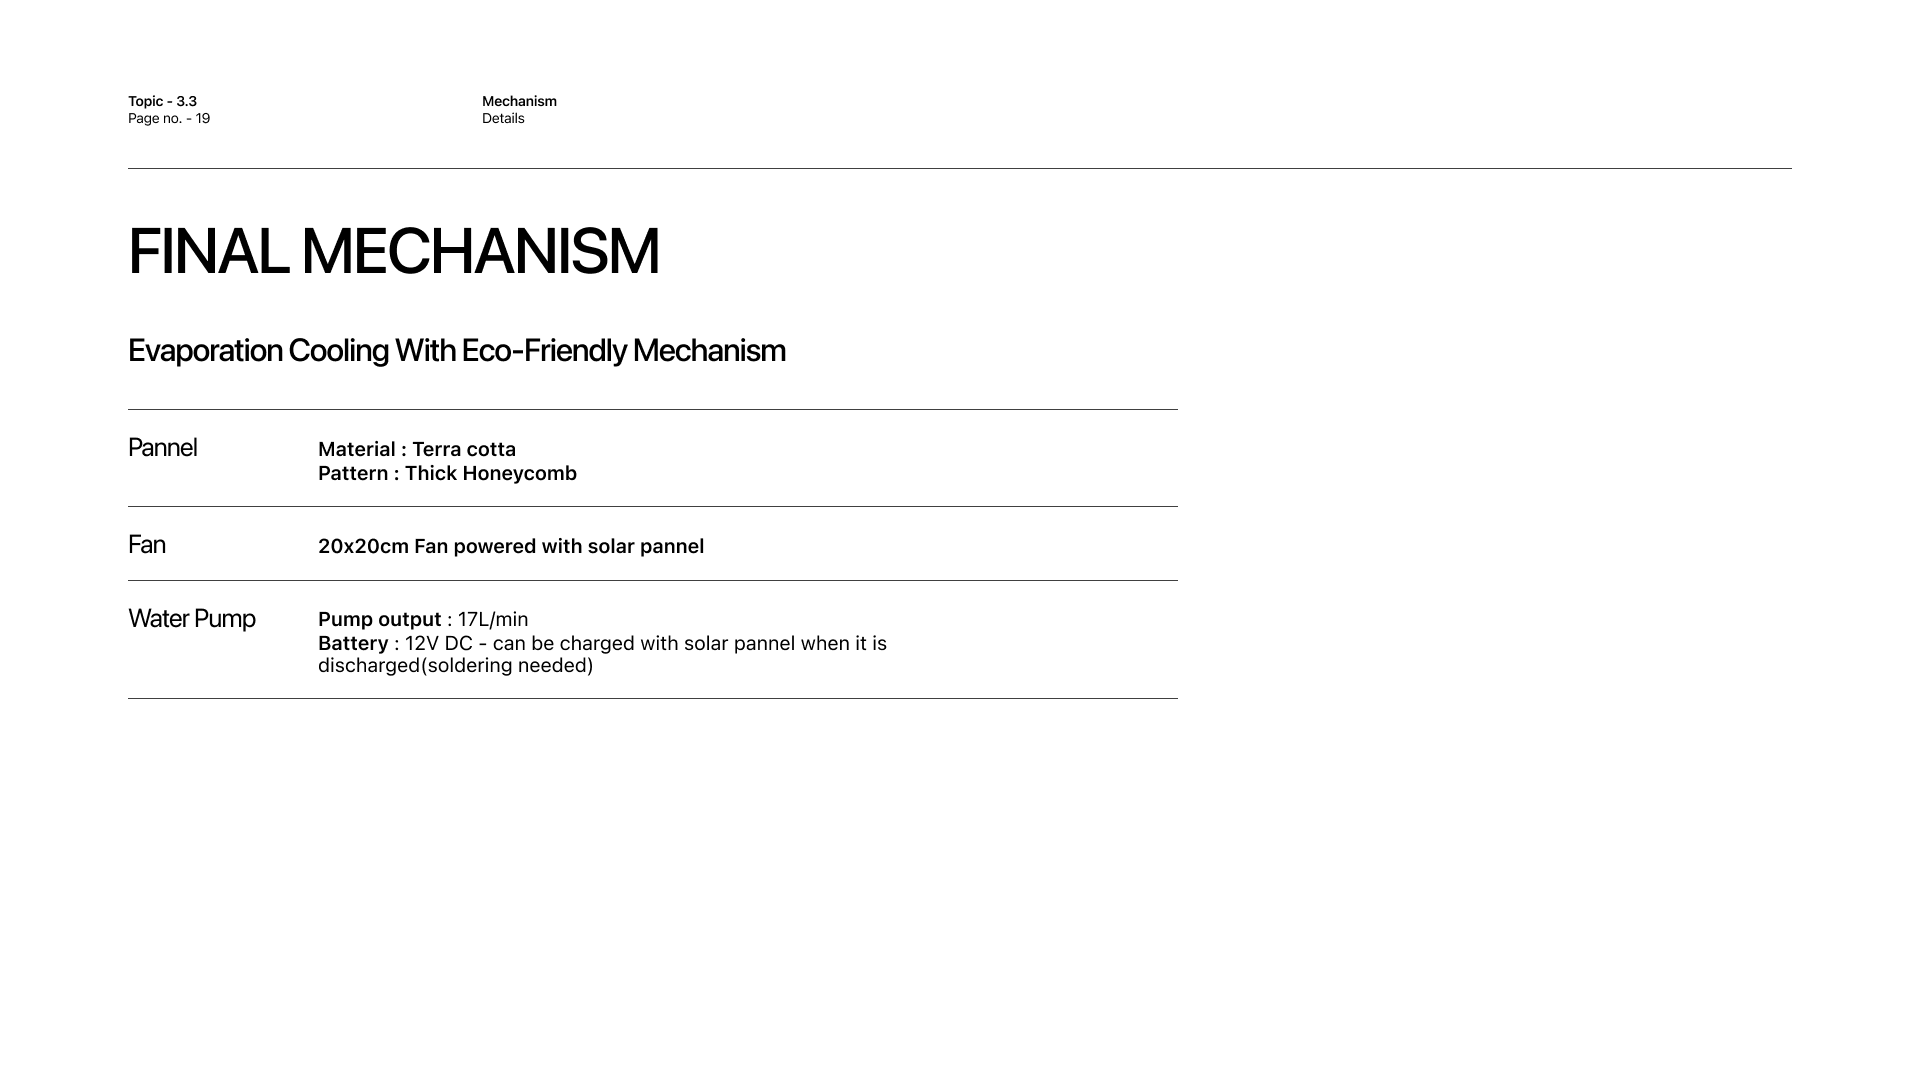 Topic - 3.3
Page no. - 19
Mechanism
Details
FINAL MECHANISM
Evaporation Cooling With Eco-Friendly Mechanism
Pannel
Material : Terra cotta
Pattern : Thick Honeycomb
Fan
20x20cm Fan powered with solar pannel
Water Pump
Pump output : 17L/min
Battery : 12V DC - can be charged with solar pannel when it is
discharged(soldering needed)